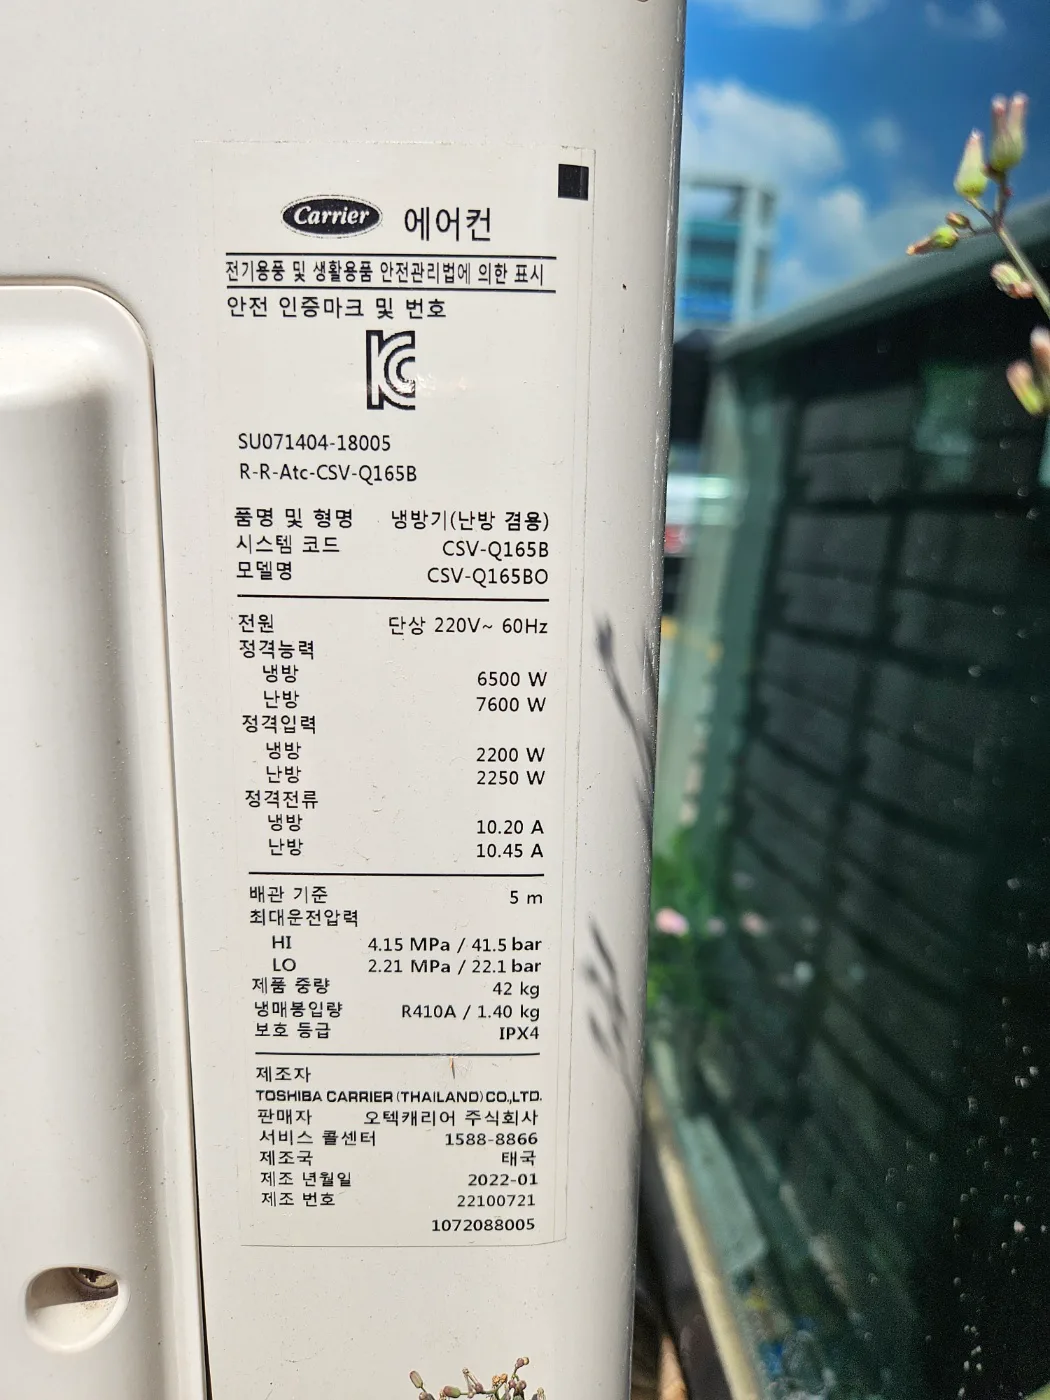 Carrier 에어컨
전기용품 및 생활용품 안전관리법에 의한 표시
안전 인증마크 및 번호
KC
SU071404-18005
R-R-Atc-CSV-Q165B
품명 및 형명 냉방기(난방 겸용)
시스템 코드 CSV-Q165B
모델명 CSV-Q165BO
전원 단상 220V~ 60Hz
정격능력
냉방 6500 W
난방 7600 W
정격입력
냉방 2200 W
난방 2250 W
정격전류
냉방 10.20 A
난방 10.45 A
배관 기준 5 m
최대운전압력
HI 4.15 MPa / 41.5 bar
LO 2.21 MPa / 22.1 bar
제품 중량 42 kg
냉매봉입량 R410A / 1.40 kg
보호 등급 IPX4
제조자
TOSHIBA CARRIER (THAILAND) CO.,LTD.
판매자 오텍캐리어 주식회사
서비스 콜센터 1588-8866
제조국 태국
제조 년월일 2022-01
제조 번호 22100721
1072088005